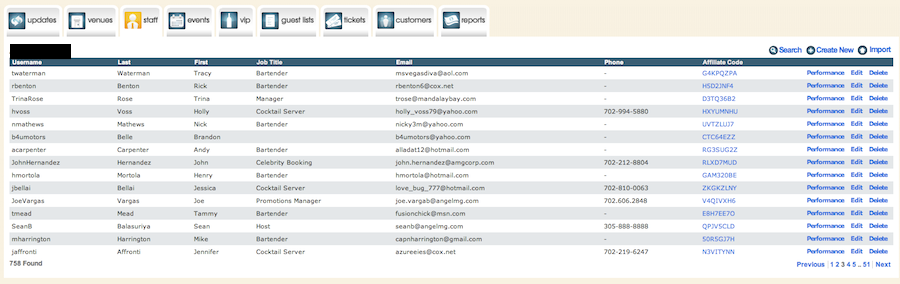 updates venues staff events vip guest lists tickets customers reports
Search Create New Import
Username Last First Job Title Email Phone Affiliate Code
twaterman Waterman Tracy Bartender msvegasdiva@aol.com - G4KPQZPA Performance Edit Delete
rbenton Benton Rick Bartender rbenton6@cox.net - H5D2JNF4 Performance Edit Delete
TrinaRose Rose Trina Manager trose@mandalaybay.com - D3TQ36B2 Performance Edit Delete
hvoss Voss Holly Cocktail Server holly_voss79@yahoo.com 702-994-5880 HXYUMNHU Performance Edit Delete
nmathews Mathews Nick Bartender nicky3m@yahoo.com - UVTZLUJ7 Performance Edit Delete
b4umotors Belle Brandon b4umotors@yahoo.com - CTC64EZZ Performance Edit Delete
acarpenter Carpenter Andy Bartender alladat12@hotmail.com - RG3SUG2Z Performance Edit Delete
JohnHernandez Hernandez John Celebrity Booking john.hernandez@amgcorp.com 702-212-8804 RLXD7MUD Performance Edit Delete
hmortola Mortola Henry Bartender hmortola@hotmail.com - GAM320BE Performance Edit Delete
jbellai Bellai Jessica Cocktail Server love_bug_777@hotmail.com 702-810-0063 ZKGKZLNY Performance Edit Delete
JoeVargas Vargas Joe Promotions Manager joe.vargab@angelmg.com 702.606.2848 V4QIVXH6 Performance Edit Delete
tmead Mead Tammy Bartender fusionchick@msn.com - E8H7EE7O Performance Edit Delete
SeanB Balasuriya Sean Host seanb@angelmg.com 305-888-8888 QPJV5CLD Performance Edit Delete
mharrington Harrington Mike Bartender capnharrington@gmail.com - 50RSGJ7H Performance Edit Delete
jaffronti Affronti Jennifer Cocktail Server azureeies@cox.net 702-219-6247 N3VITYNN Performance Edit Delete
758 Found Previous | 1 2 3 4 5 .. 51 | Next